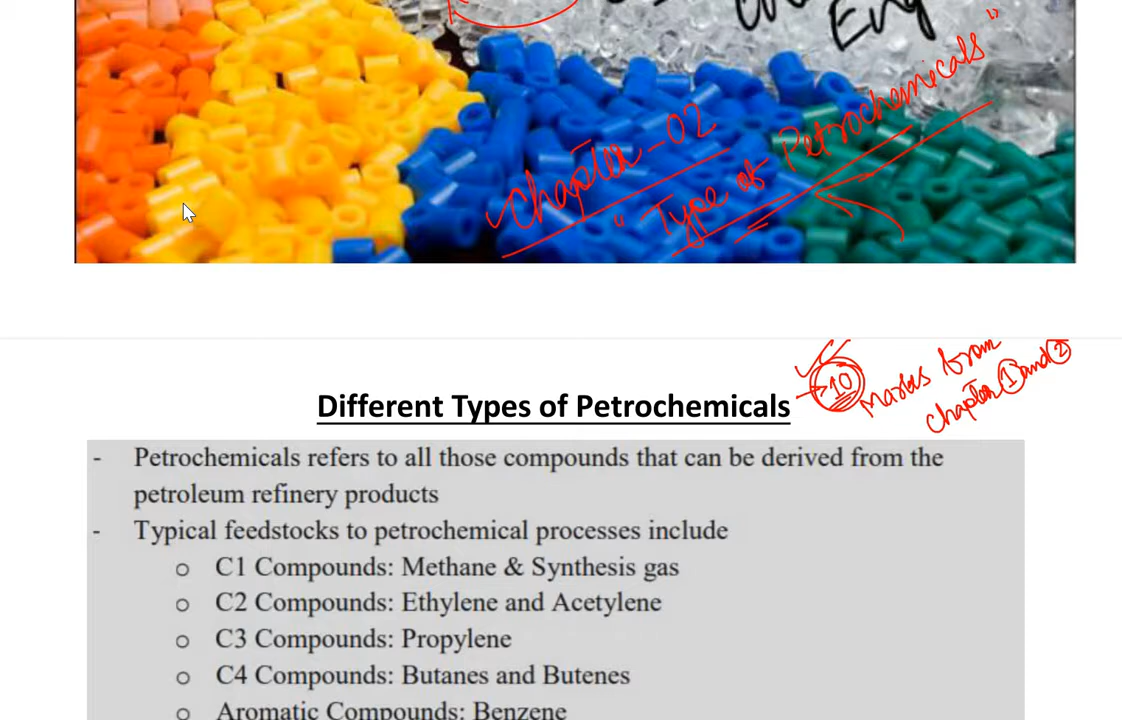 Eng
Chapter-02
"Type of Petrochemicals"
10 Marks from
Chapter 1 and 2
Different Types of Petrochemicals
- Petrochemicals refers to all those compounds that can be derived from the
petroleum refinery products
- Typical feedstocks to petrochemical processes include
o C1 Compounds: Methane & Synthesis gas
o C2 Compounds: Ethylene and Acetylene
o C3 Compounds: Propylene
o C4 Compounds: Butanes and Butenes
o Aromatic Compounds: Benzene